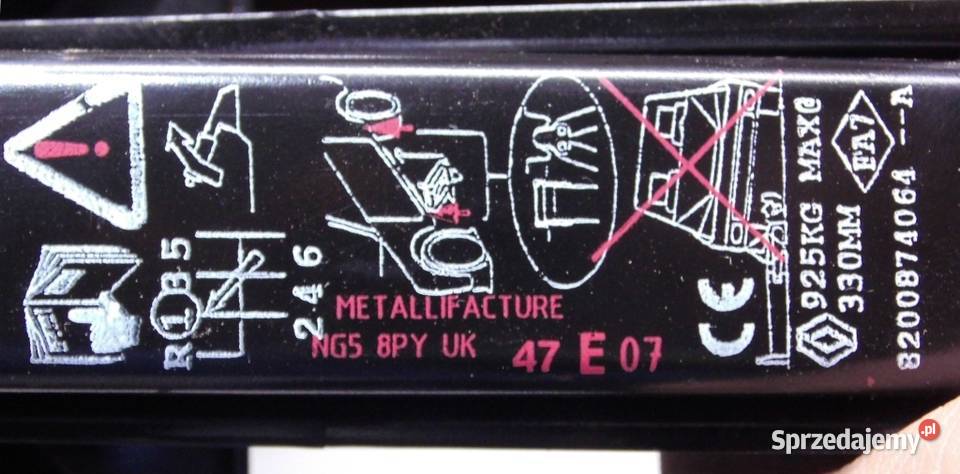 R 1 3 5
2 4 6
METALLIFACTURE
NG5 8PY UK
47 E 07
CE
925KG MAX@
330MM
FA7
8200874064 --A
Sprzedajemy.pl